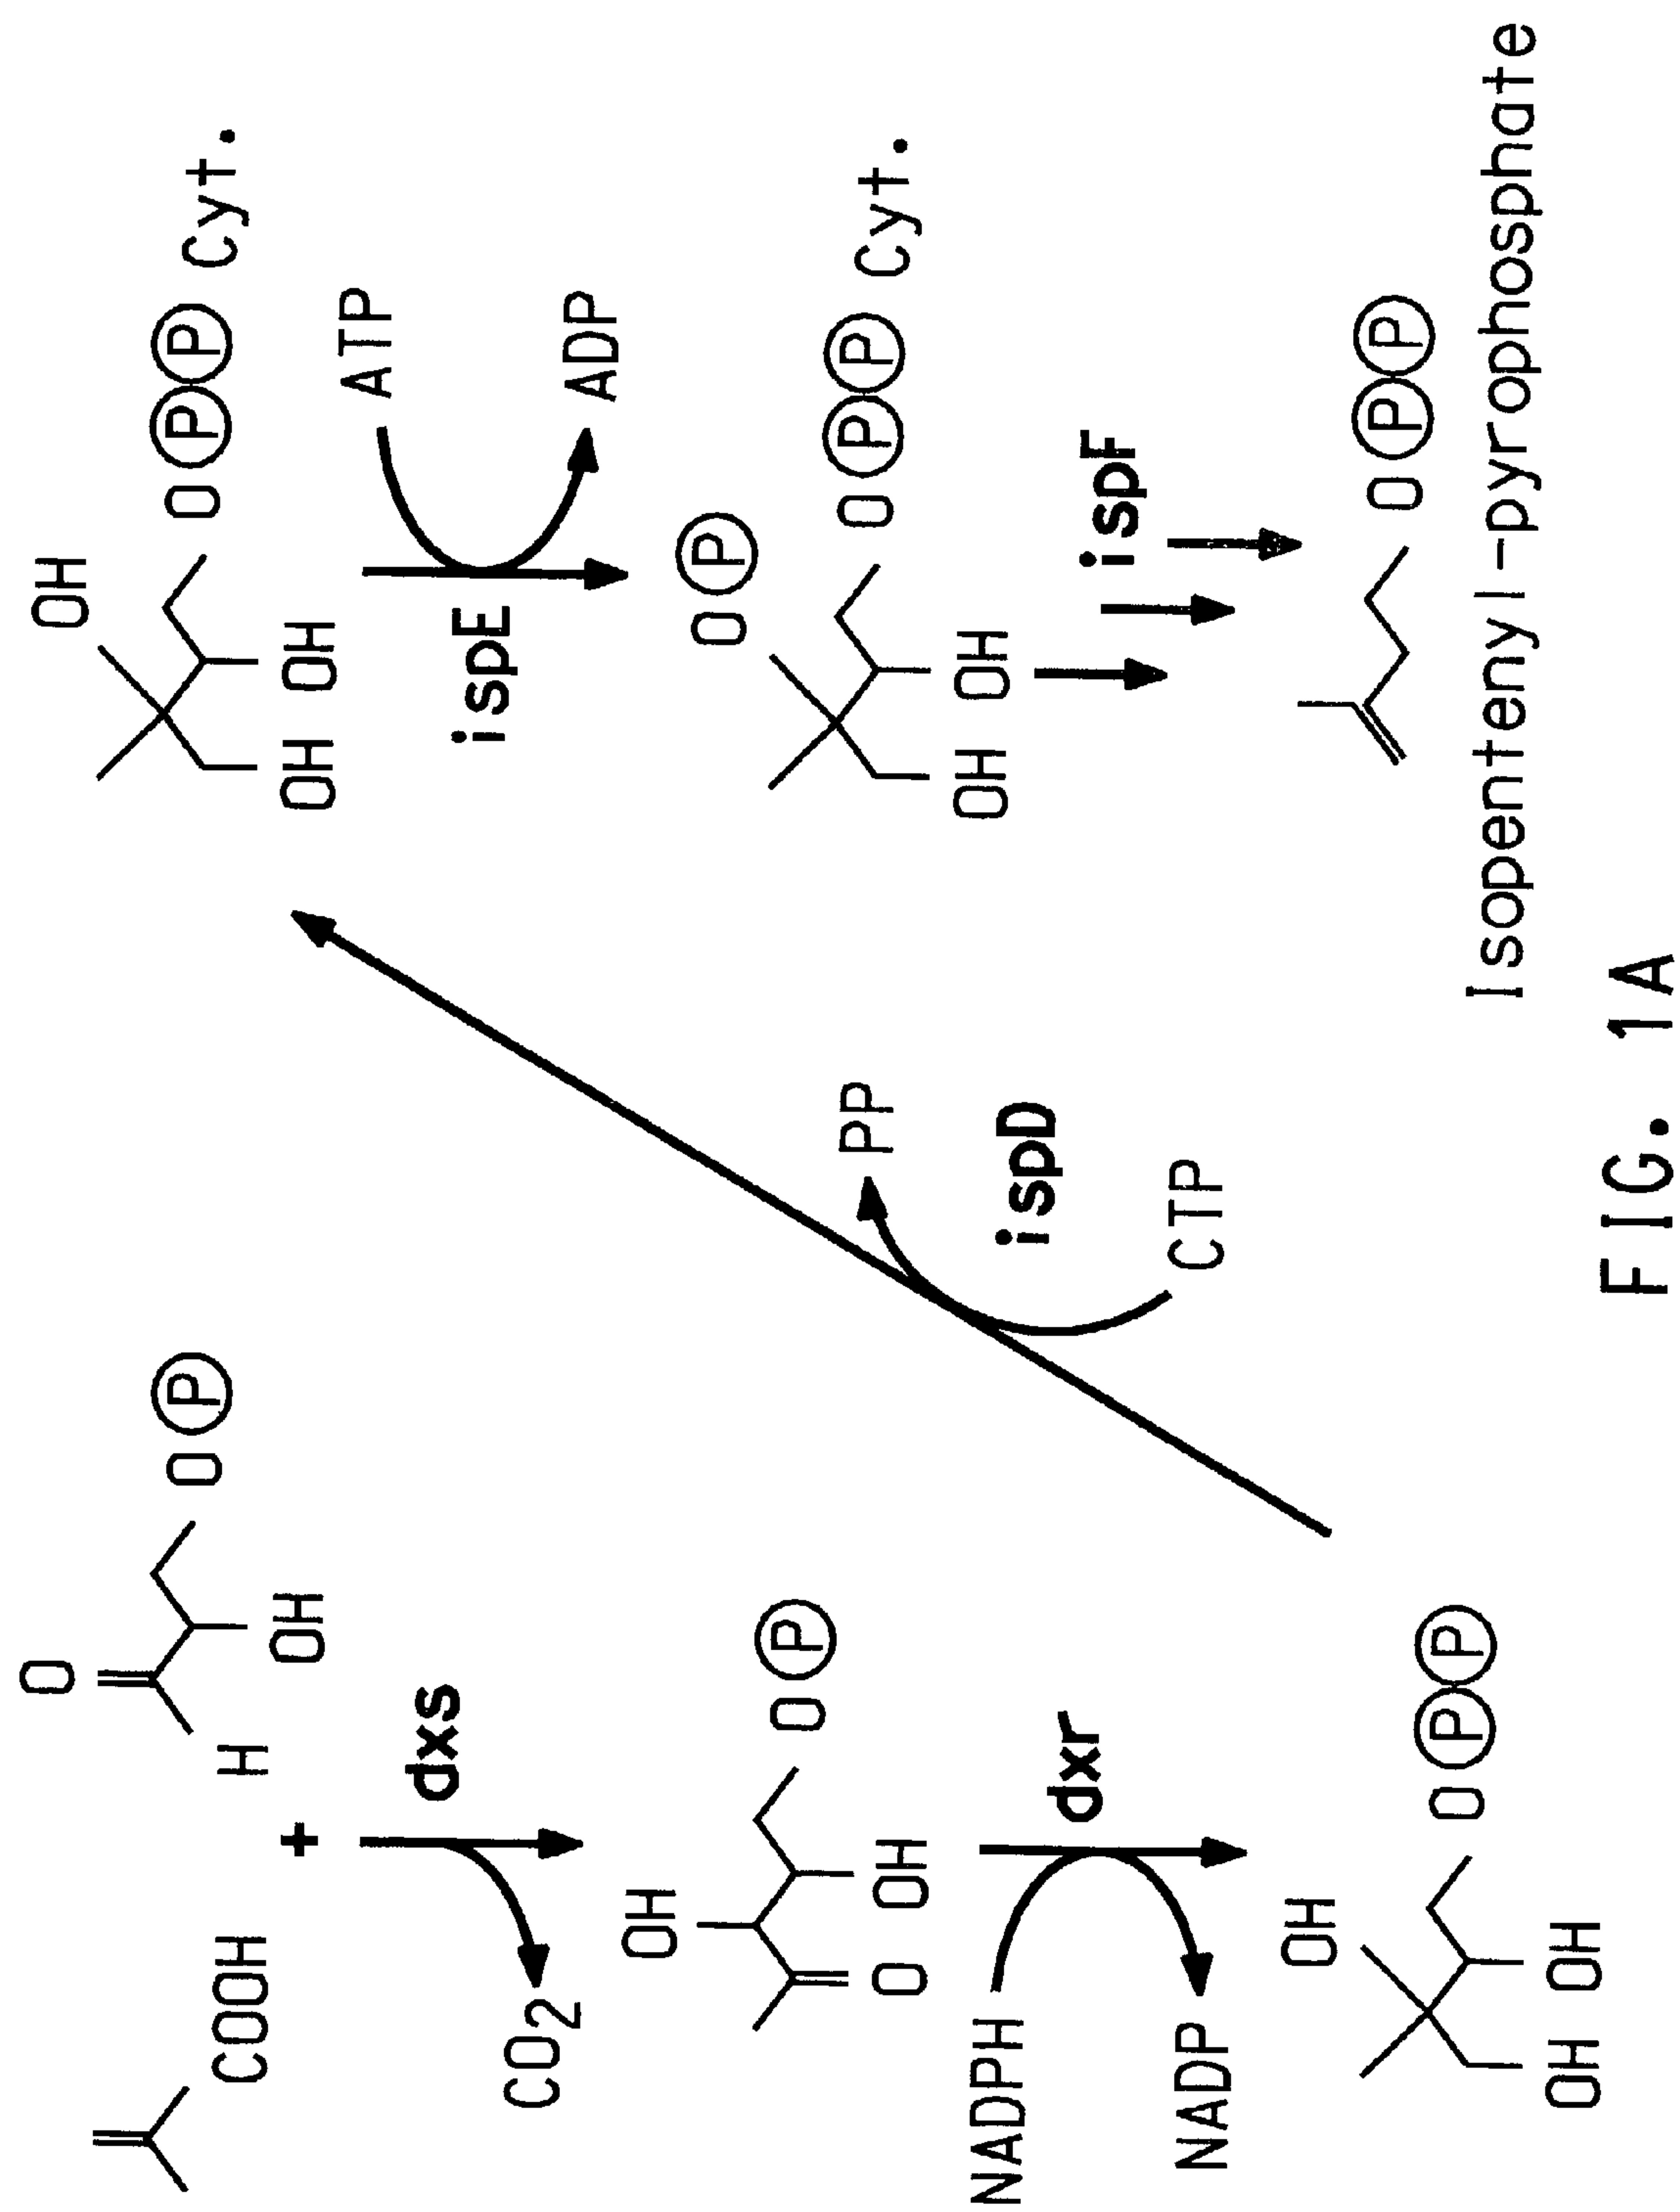 O
COOH
H
OH
O P
+
dxs
CO2
OH
O OH
O P
NADPH
dxr
NADP
OH
OH OH
O P P
PP
ispD
CTP
OH
OH OH
O P P Cyt.
ATP
ispE
ADP
O P
OH OH
O P P Cyt.
ispF
O P P
Isopentenyl-pyrophosphate
FIG. 1A